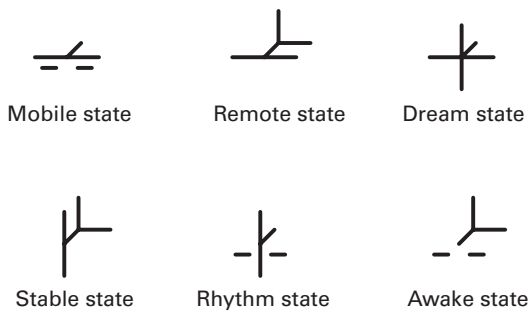 Mobile state
Remote state
Dream state
Stable state
Rhythm state
Awake state